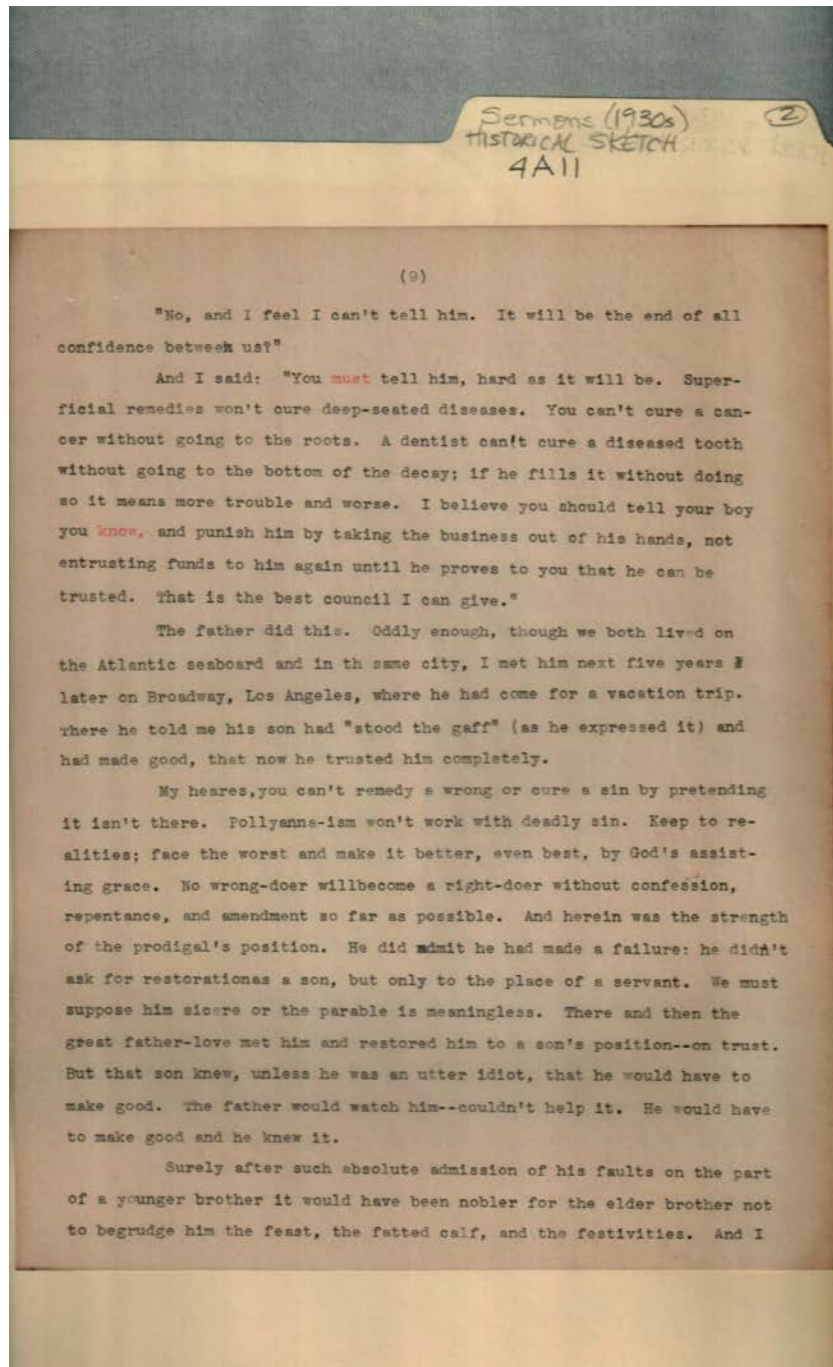 Sermons (1930s) 2
HISTORICAL SKETCH
4A11
(9)
"No, and I feel I can't tell him. It will be the end of all
confidence between us?"
And I said: "You must tell him, hard as it will be. Super-
ficial remedies won't cure deep-seated diseases. You can't cure a can-
cer without going to the roots. A dentist can't cure a diseased tooth
without going to the bottom of the decay; if he fills it without doing
so it means more trouble and worse. I believe you should tell your boy
you know, and punish him by taking the business out of his hands, not
entrusting funds to him again until he proves to you that he can be
trusted. That is the best council I can give."
The father did this. Oddly enough, though we both lived on
the Atlantic seaboard and in th same city, I met him next five years
later on Broadway, Los Angeles, where he had come for a vacation trip.
There he told me his son had "stood the gaff" (as he expressed it) and
had made good, that now he trusted him completely.
My heares,you can't remedy a wrong or cure a sin by pretending
it isn't there. Pollyanna-ism won't work with deadly sin. Keep to re-
alities; face the worst and make it better, even best, by God's assist-
ing grace. No wrong-doer willbecome a right-doer without confession,
repentance, and amendment so far as possible. And herein was the strength
of the prodigal's position. He did admit he had made a failure: he didn't
ask for restorationas a son, but only to the place of a servant. We must
suppose him sicere or the parable is meaningless. There and then the
great father-love met him and restored him to a son's position--on trust.
But that son knew, unless he was an utter idiot, that he would have to
make good. The father would watch him--couldn't help it. He would have
to make good and he knew it.
Surely after such absolute admission of his faults on the part
of a younger brother it would have been nobler for the elder brother not
to begrudge him the feast, the fatted calf, and the festivities. And I